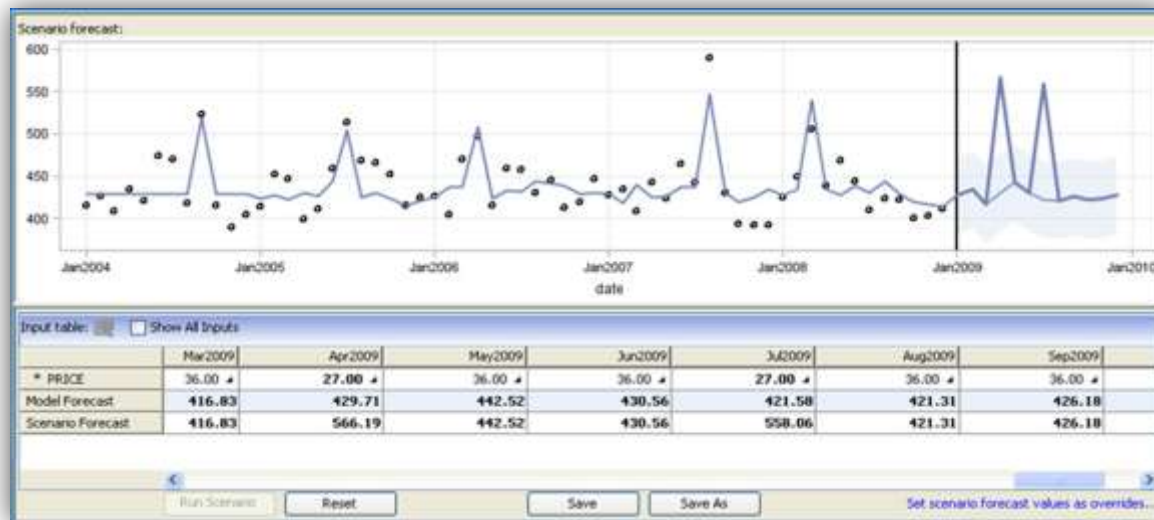 Scenario forecast:
600
550
500
450
400
Jan2004 Jan2005 Jan2006 Jan2007 Jan2008 Jan2009 Jan2010
date
Input table: Show All Inputs
Mar2009 Apr2009 May2009 Jun2009 Jul2009 Aug2009 Sep2009
* PRICE 36.00 27.00 36.00 36.00 27.00 36.00 36.00
Model Forecast 416.83 429.71 442.52 430.56 421.58 421.31 426.18
Scenario Forecast 416.83 566.19 442.52 430.56 558.06 421.31 426.18
Run Scenario Reset Save Save As Set scenario forecast values as overrides...